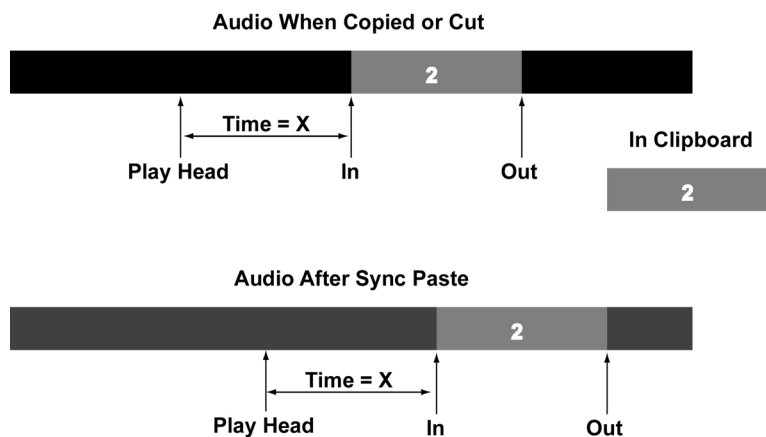 Audio When Copied or Cut
2
Time = X
Play Head
In
Out
In Clipboard
2
Audio After Sync Paste
2
Time = X
Play Head
In
Out